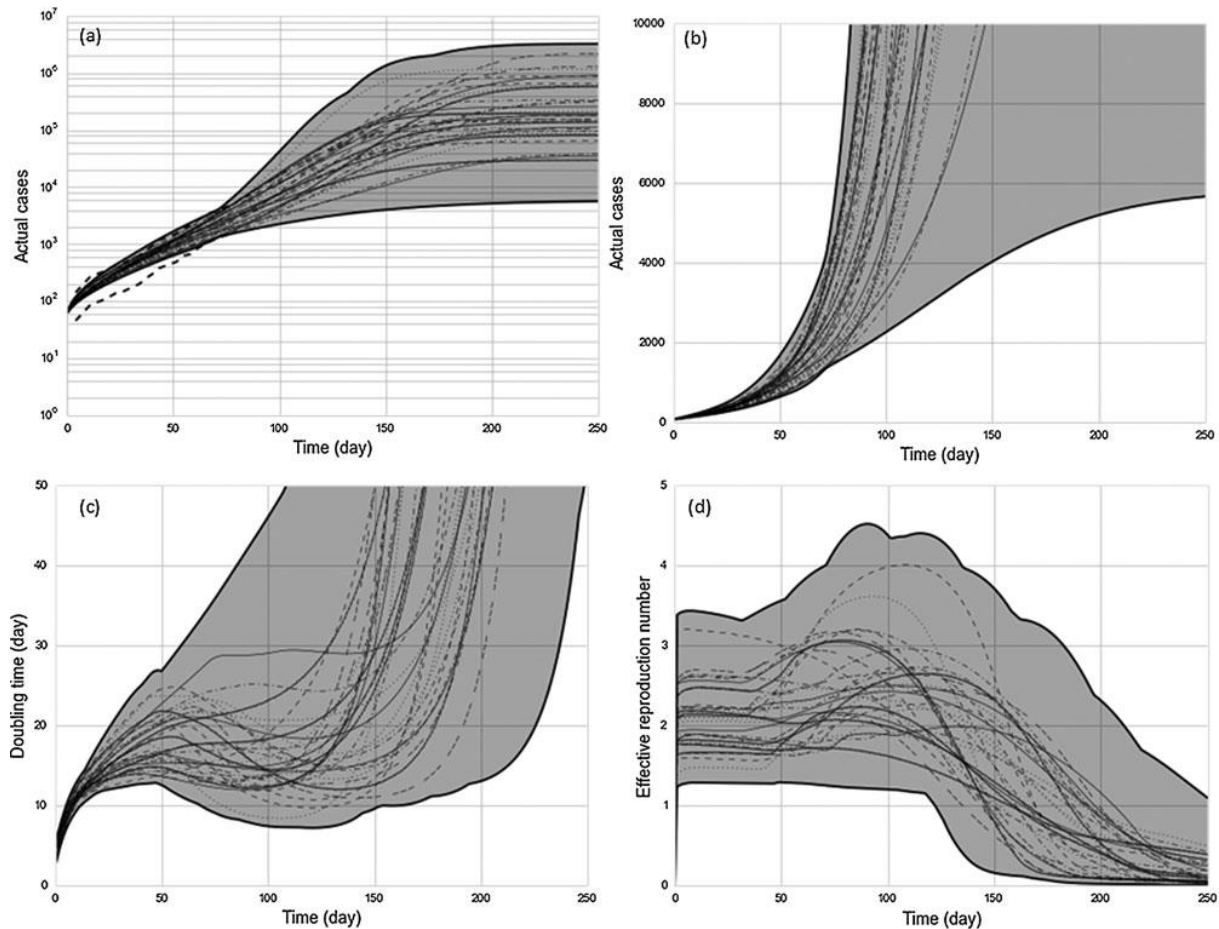 (a)
10⁷
10⁶
10⁵
10⁴
10³
10²
10¹
10⁰
Actual cases
0 50 100 150 200 250
Time (day)
(b)
10000
8000
6000
4000
2000
0
Actual cases
0 50 100 150 200 250
Time (day)
(c)
50
40
30
20
10
0
Doubling time (day)
0 50 100 150 200 250
Time (day)
(d)
5
4
3
2
1
0
Effective reproduction number
0 50 100 150 200 250
Time (day)